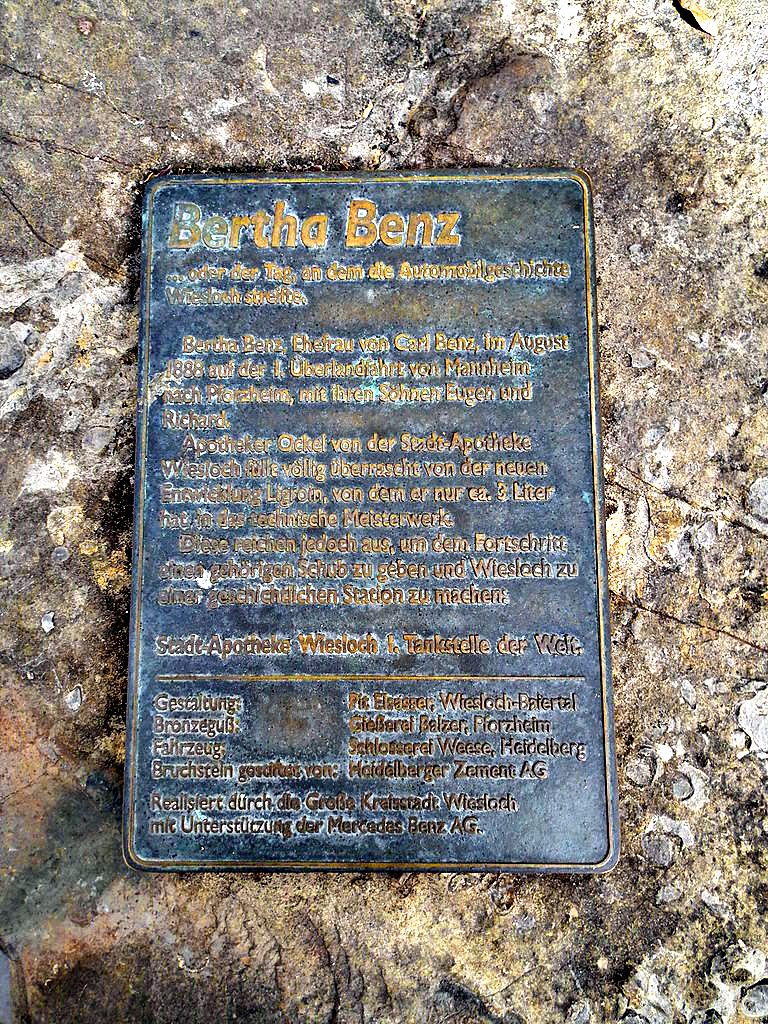 Bertha Benz
... oder der Tag, an dem die Automobilgeschichte
Wiesloch streifte.
Bertha Benz, Ehefrau von Carl Benz, im August
1888 auf der 1. Überlandfahrt von Mannheim
nach Pforzheim, mit ihren Söhnen Eugen und
Richard.
Apotheker Ockel von der Stadt-Apotheke
Wiesloch füllt völlig überrascht von der neuen
Entwicklung Ligroin, von dem er nur ca. 3 Liter
hat, in das technische Meisterwerk.
Diese reichen jedoch aus, um dem Fortschritt
einen gehörigen Schub zu geben und Wiesloch zu
einer geschichtlichen Station zu machen:
Stadt-Apotheke Wiesloch 1. Tankstelle der Welt.
Gestaltung: Pit Elsasser, Wiesloch-Baiertal
Bronzeguß: Gießerei Balzer, Pforzheim
Fahrzeug: Schlosserei Weese, Heidelberg
Bruchstein gestiftet von: Heidelberger Zement AG
Realisiert dürch die Große Kreisstadt Wiesloch
mit Unterstützung der Mercedes Benz AG.